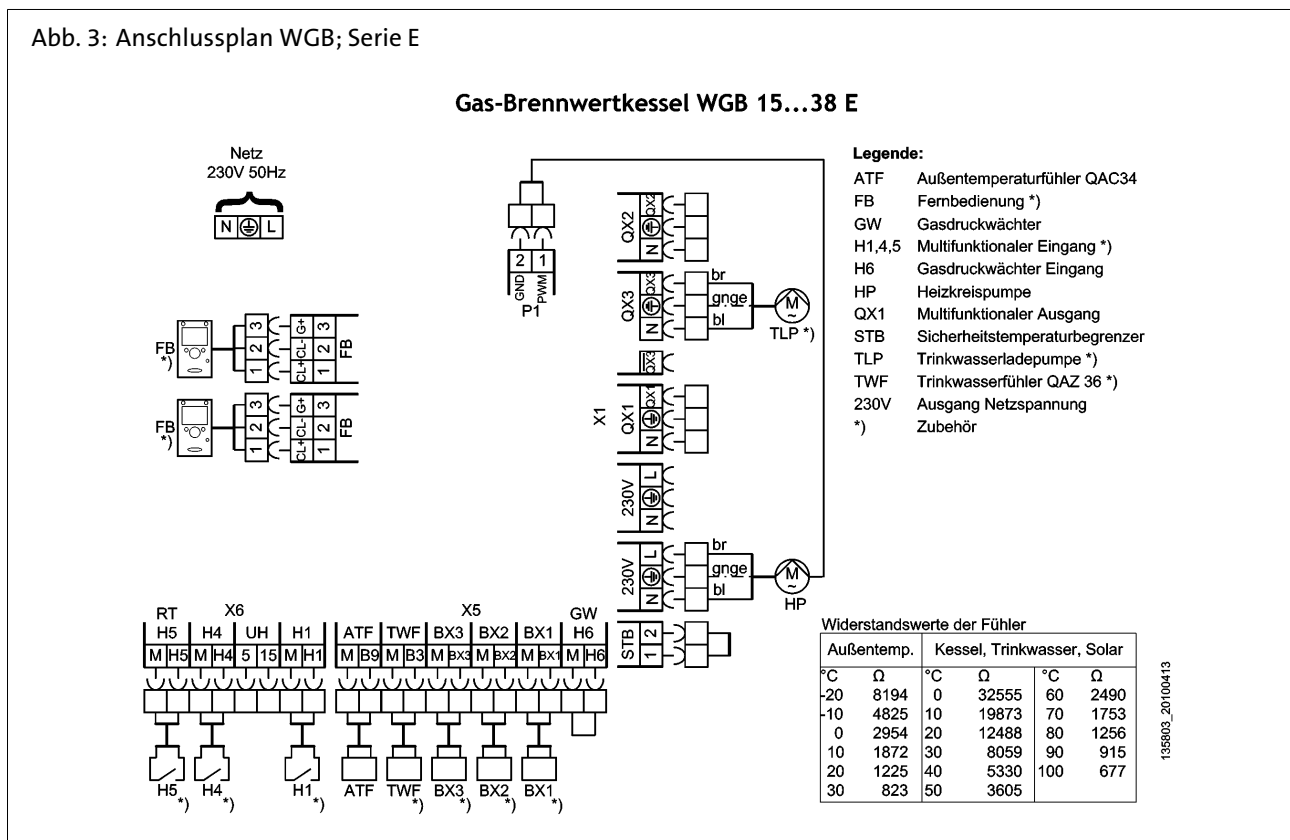 Abb. 3: Anschlussplan WGB; Serie E
Gas-Brennwertkessel WGB 15...38 E
Netz
230V 50Hz
N L
2 1
GND PWM
P1
QX2
QX2
N
QX3
QX3
N
br
gnge
bl
M
~
TLP *)
QX3
X1
QX1
QX1
N
230V
L
N
230V
L
N
br
gnge
bl
M
~
HP
STB
2
1
FB
*)
3 G+ 3
2 CL- 2
1 CL+ 1
FB
FB
*)
3 G+ 3
2 CL- 2
1 CL+ 1
FB
Legende:
ATF Außentemperaturfühler QAC34
FB Fernbedienung *)
GW Gasdruckwächter
H1,4,5 Multifunktionaler Eingang *)
H6 Gasdruckwächter Eingang
HP Heizkreispumpe
QX1 Multifunktionaler Ausgang
STB Sicherheitstemperaturbegrenzer
TLP Trinkwasserladepumpe *)
TWF Trinkwasserfühler QAZ 36 *)
230V Ausgang Netzspannung
*) Zubehör
RT X6 X5 GW
H5 H4 UH H1 ATF TWF BX3 BX2 BX1 H6
M H5 M H4 5 15 M H1 M B9 M B3 M BX3 M BX2 M BX1 M H6
H5 *) H4 *) H1 *) ATF TWF *) BX3 *) BX2 *) BX1 *)
Widerstandswerte der Fühler
Außentemp. Kessel, Trinkwasser, Solar
°C Ω °C Ω °C Ω
-20 8194 0 32555 60 2490
-10 4825 10 19873 70 1753
0 2954 20 12488 80 1256
10 1872 30 8059 90 915
20 1225 40 5330 100 677
30 823 50 3605
135803_20100413